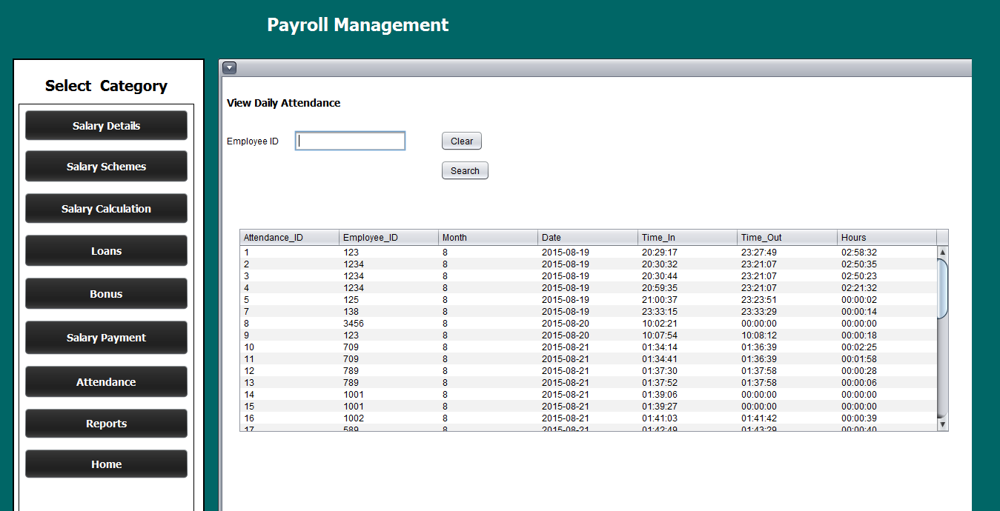 Payroll Management
Select Category
Salary Details
Salary Schemes
Salary Calculation
Loans
Bonus
Salary Payment
Attendance
Reports
Home
View Daily Attendance
Employee ID Clear
Search
Attendance_ID Employee_ID Month Date Time_In Time_Out Hours
1 123 8 2015-08-19 20:29:17 23:27:49 02:58:32
2 1234 8 2015-08-19 20:30:32 23:21:07 02:50:35
3 1234 8 2015-08-19 20:30:44 23:21:07 02:50:23
4 1234 8 2015-08-19 20:59:35 23:21:07 02:21:32
5 125 8 2015-08-19 21:00:37 23:23:51 00:00:02
7 138 8 2015-08-19 23:33:15 23:33:29 00:00:14
8 3456 8 2015-08-20 10:02:21 00:00:00 00:00:00
9 123 8 2015-08-20 10:07:54 10:08:12 00:00:18
10 709 8 2015-08-21 01:34:14 01:36:39 00:02:25
11 709 8 2015-08-21 01:34:41 01:36:39 00:01:58
12 789 8 2015-08-21 01:37:30 01:37:58 00:00:28
13 789 8 2015-08-21 01:37:52 01:37:58 00:00:06
14 1001 8 2015-08-21 01:39:06 00:00:00 00:00:00
15 1001 8 2015-08-21 01:39:27 00:00:00 00:00:00
16 1002 8 2015-08-21 01:41:03 01:41:42 00:00:39
17 589 8 2015-08-21 01:42:49 01:43:29 00:00:40